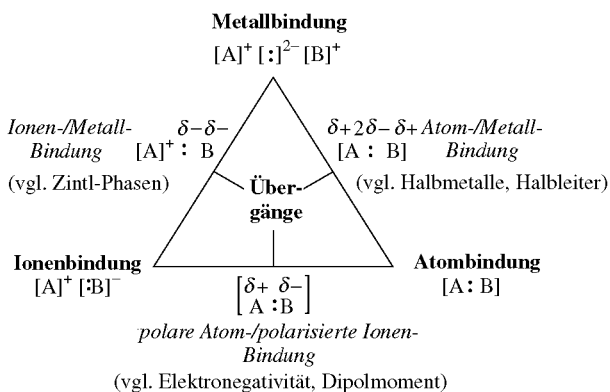 Metallbindung
[A]⁺ [:]²⁻ [B]⁺
Ionen-/Metall-
Bindung
δ− δ−
[A]⁺ : B
(vgl. Zintl-Phasen)
δ+ 2δ− δ+
[A : B]
Atom-/Metall-
Bindung
(vgl. Halbmetalle, Halbleiter)
Über-
gänge
Ionenbindung
[A]⁺ [:B]⁻
Atombindung
[A : B]
δ+ δ−
[A :B]
polare Atom-/polarisierte Ionen-
Bindung
(vgl. Elektronegativität, Dipolmoment)